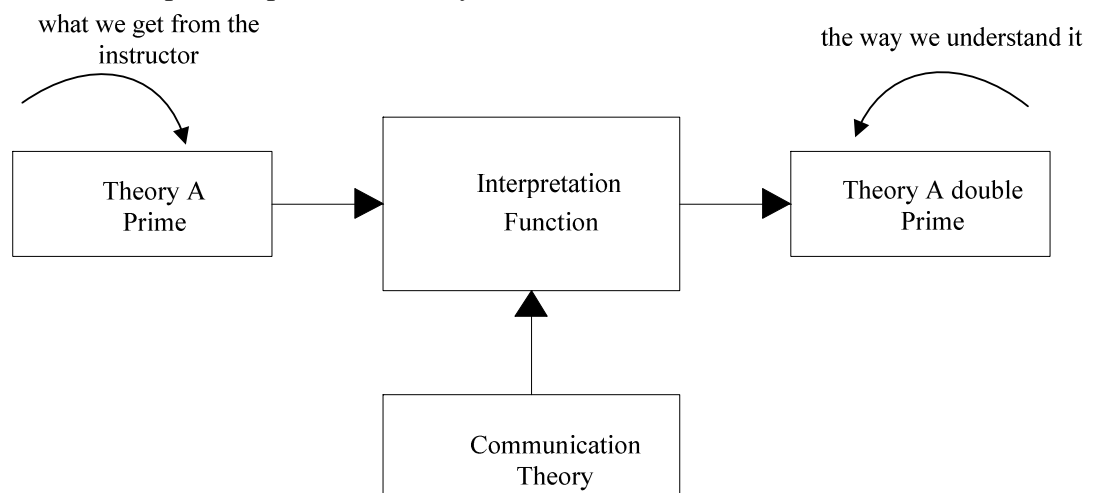 what we get from the
instructor
the way we understand it
Theory A
Prime
Interpretation
Function
Theory A double
Prime
Communication
Theory